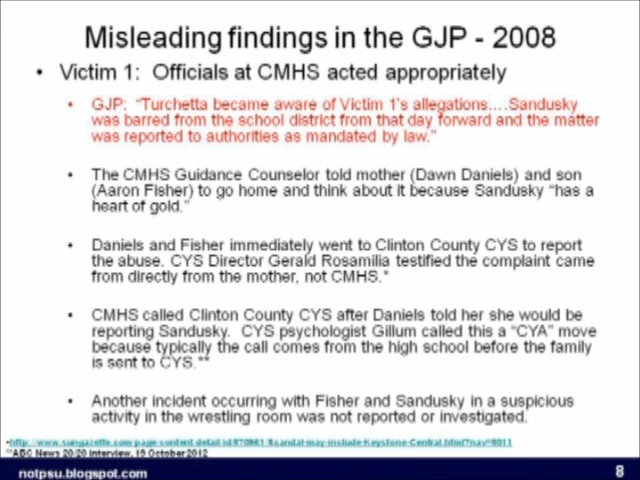 Misleading findings in the GJP - 2008
• Victim 1: Officials at CMHS acted appropriately
• GJP: "Turchetta became aware of Victim 1's allegations....Sandusky
was barred from the school district from that day forward and the matter
was reported to authorities as mandated by law."
• The CMHS Guidance Counselor told mother (Dawn Daniels) and son
(Aaron Fisher) to go home and think about it because Sandusky "has a
heart of gold."
• Daniels and Fisher immediately went to Clinton County CYS to report
the abuse. CYS Director Gerald Rosamilia testified the complaint came
from directly from the mother, not CMHS.*
• CMHS called Clinton County CYS after Daniels told her she would be
reporting Sandusky. CYS psychologist Gillum called this a "CYA" move
because typically the call comes from the high school before the family
is sent to CYS.**
• Another incident occurring with Fisher and Sandusky in a suspicious
activity in the wrestling room was not reported or investigated.
**ABC News 20/20 interview, 19 October 2012
notpsu.blogspot.com 8